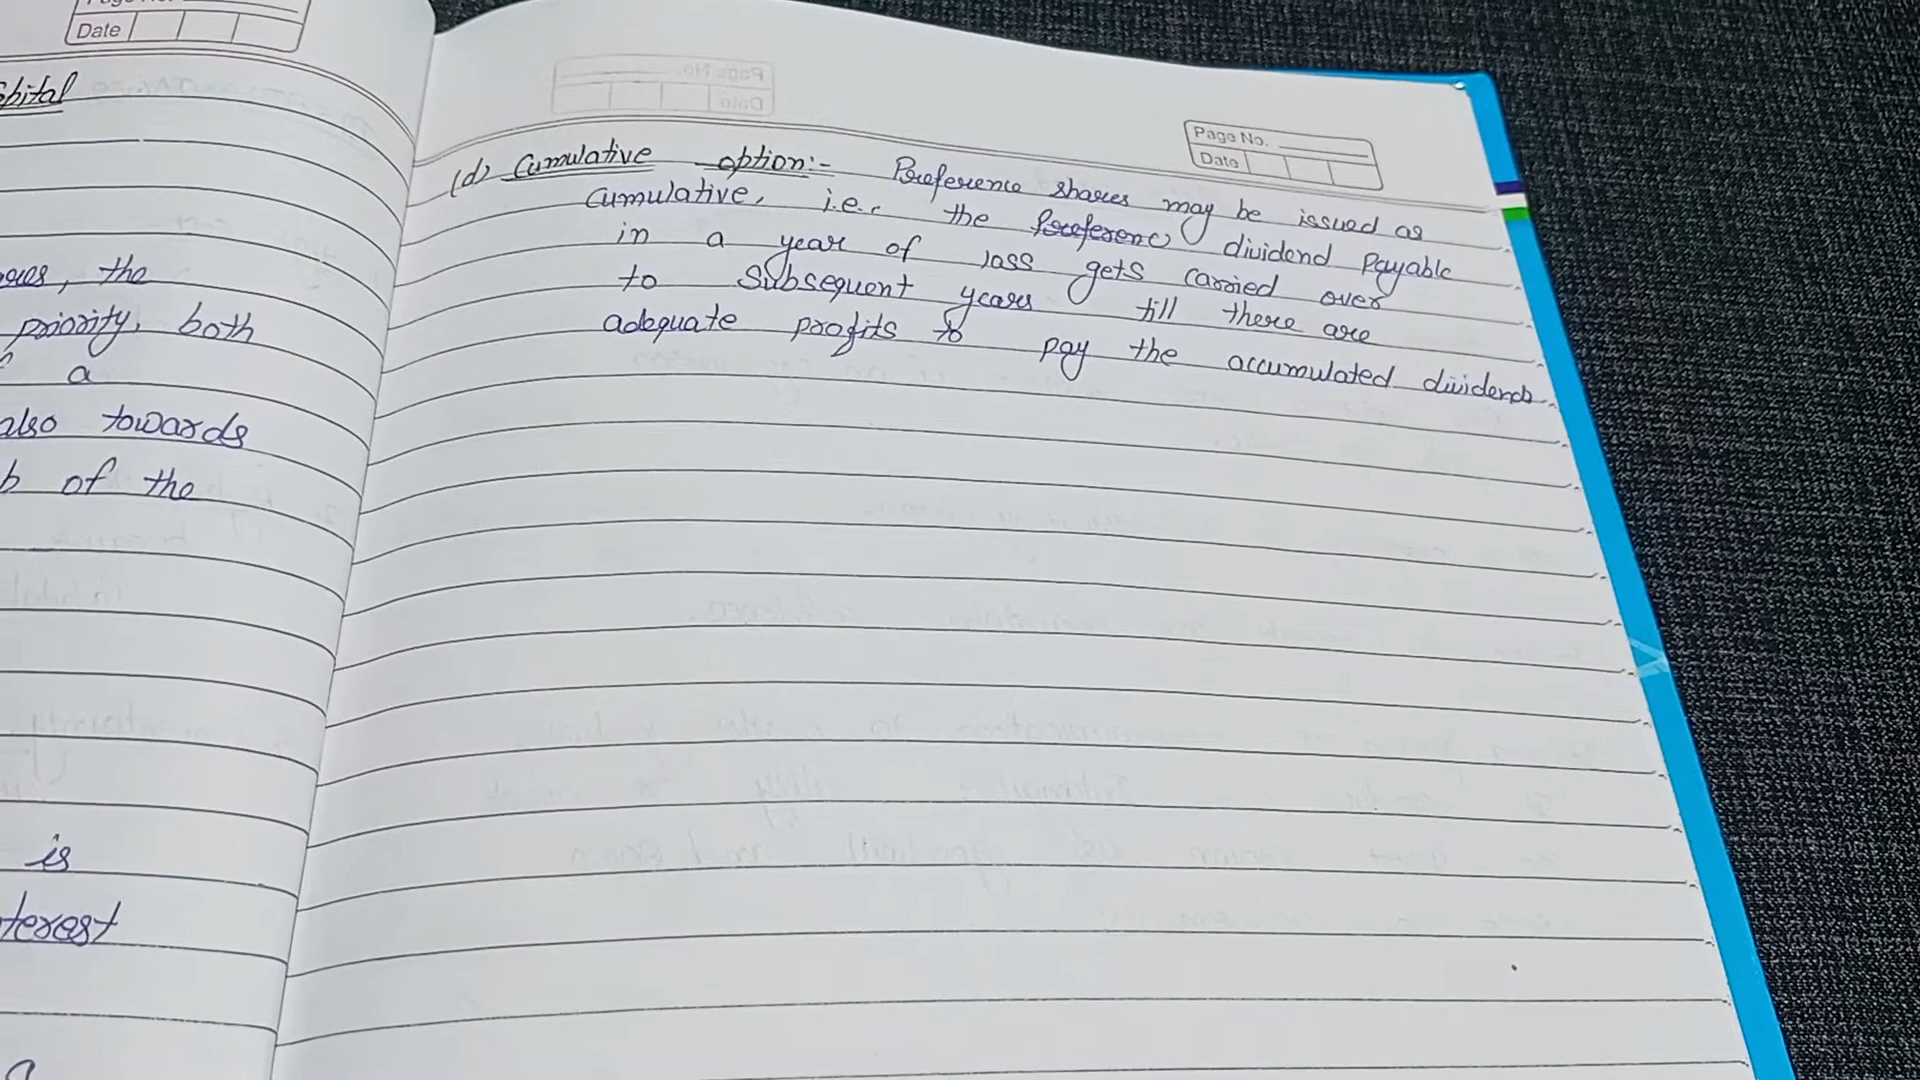 Date
pital
ues, the
priority, both
a
also towards
b of the
is
terest
Page No.
Date
(d) Cumulative option:- Preference shares may be issued as
cumulative, i.e. the preference dividend payable
in a year of loss gets carried over
to subsequent years till there are
adequate profits to pay the accumulated dividends.